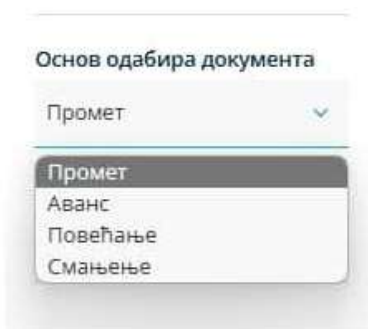 Основ одабира документа
Промет
Промет
Аванс
Повећање
Смањење